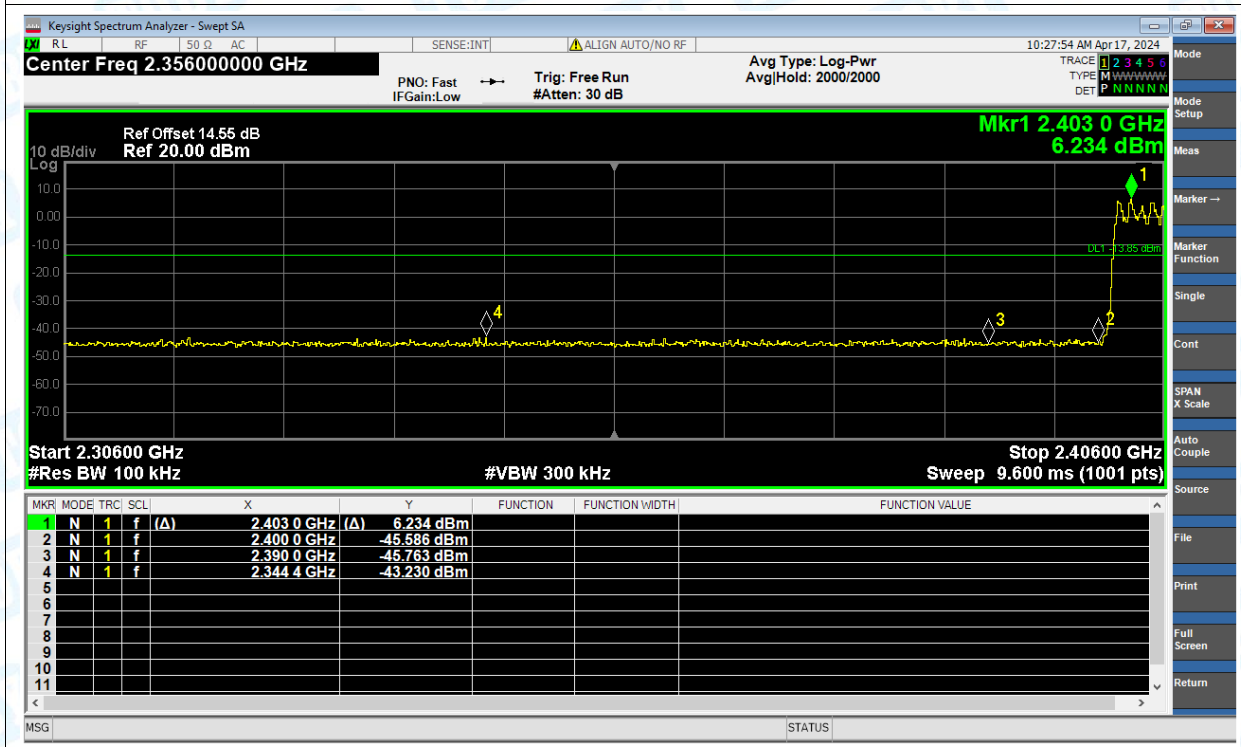 Keysight Spectrum Analyzer - Swept SA
LXI RL RF 50 Ω AC SENSE:INT ALIGN AUTO/NO RF 10:27:54 AM Apr 17, 2024
Center Freq 2.356000000 GHz
PNO: Fast
IFGain:Low
Trig: Free Run
#Atten: 30 dB
Avg Type: Log-Pwr
Avg|Hold: 2000/2000
TRACE 1 2 3 4 5 6
TYPE M WWWWW
DET P N N N N N
Mkr1 2.403 0 GHz
6.234 dBm
Ref Offset 14.55 dB
Ref 20.00 dBm
10 dB/div
Log
10.0
0.00
-10.0
-20.0
-30.0
-40.0
-50.0
-60.0
-70.0
DL1 -13.85 dBm
1
2
3
4
Start 2.30600 GHz
Stop 2.40600 GHz
#Res BW 100 kHz
#VBW 300 kHz
Sweep 9.600 ms (1001 pts)
MKR MODE TRC SCL X Y FUNCTION FUNCTION WIDTH FUNCTION VALUE
1 N 1 f (Δ) 2.403 0 GHz (Δ) 6.234 dBm
2 N 1 f 2.400 0 GHz -45.586 dBm
3 N 1 f 2.390 0 GHz -45.763 dBm
4 N 1 f 2.344 4 GHz -43.230 dBm
5
6
7
8
9
10
11
MSG
STATUS
Mode
Mode
Setup
Meas
Marker →
Marker
Function
Single
Cont
SPAN
X Scale
Auto
Couple
Source
File
Print
Full
Screen
Return